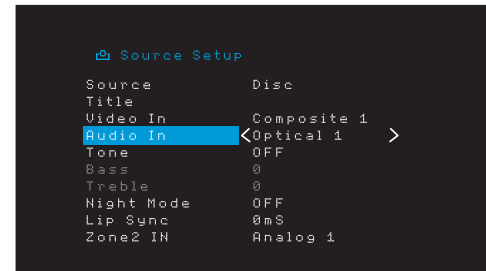 Source Setup
Source Disc
Title
Video In Composite 1
Audio In <Optical 1 >
Tone OFF
Bass 0
Treble 0
Night Mode OFF
Lip Sync 0mS
Zone2 IN Analog 1